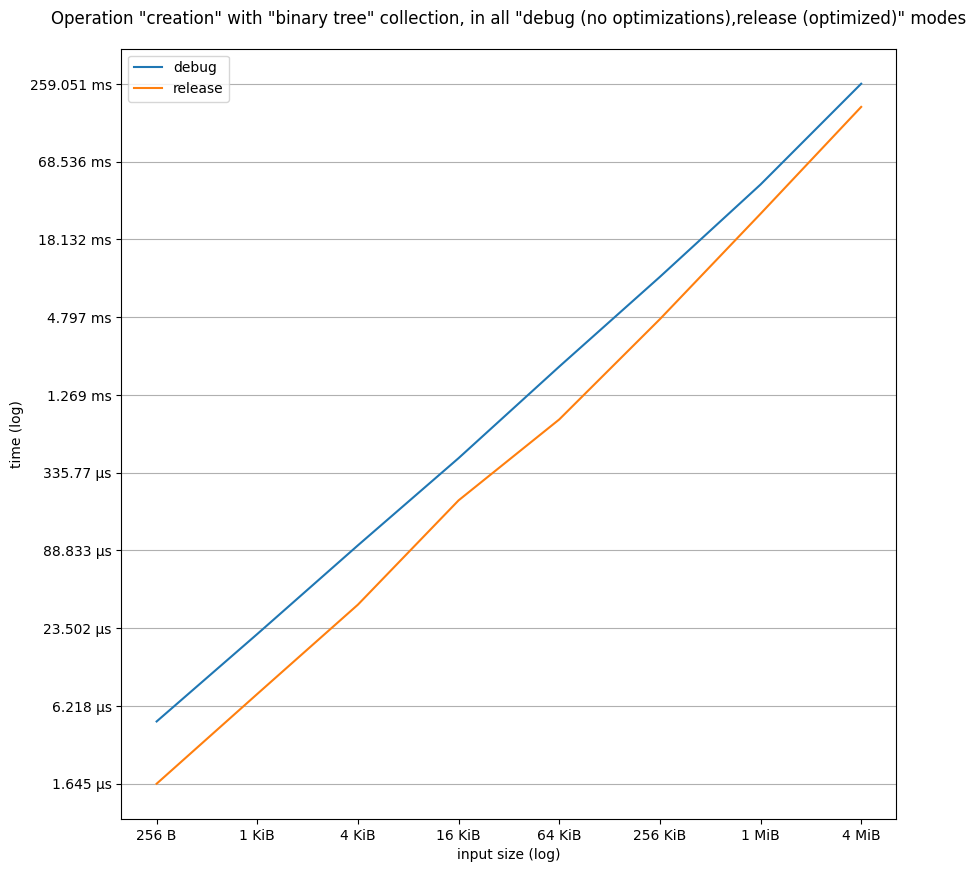 Operation "creation" with "binary tree" collection, in all "debug (no optimizations),release (optimized)" modes
debug
release
259.051 ms
68.536 ms
18.132 ms
4.797 ms
1.269 ms
335.77 µs
88.833 µs
23.502 µs
6.218 µs
1.645 µs
time (log)
256 B
1 KiB
4 KiB
16 KiB
64 KiB
256 KiB
1 MiB
4 MiB
input size (log)